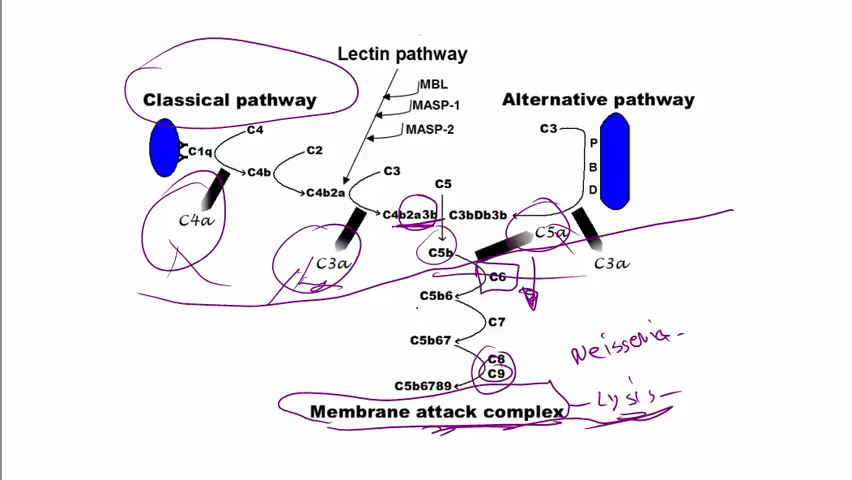 Lectin pathway
MBL
Classical pathway
MASP-1
Alternative pathway
MASP-2
C4
C3
C1q
C2
P
B
D
C4b
C3
C4b2a
C5
C4a
C4b2a3b
C3bDb3b
C5a
C5b
C3a
C3a
C6
C5b6
C7
Neisseria
C5b67
C8
C9
C5b6789
Lysis
Membrane attack complex